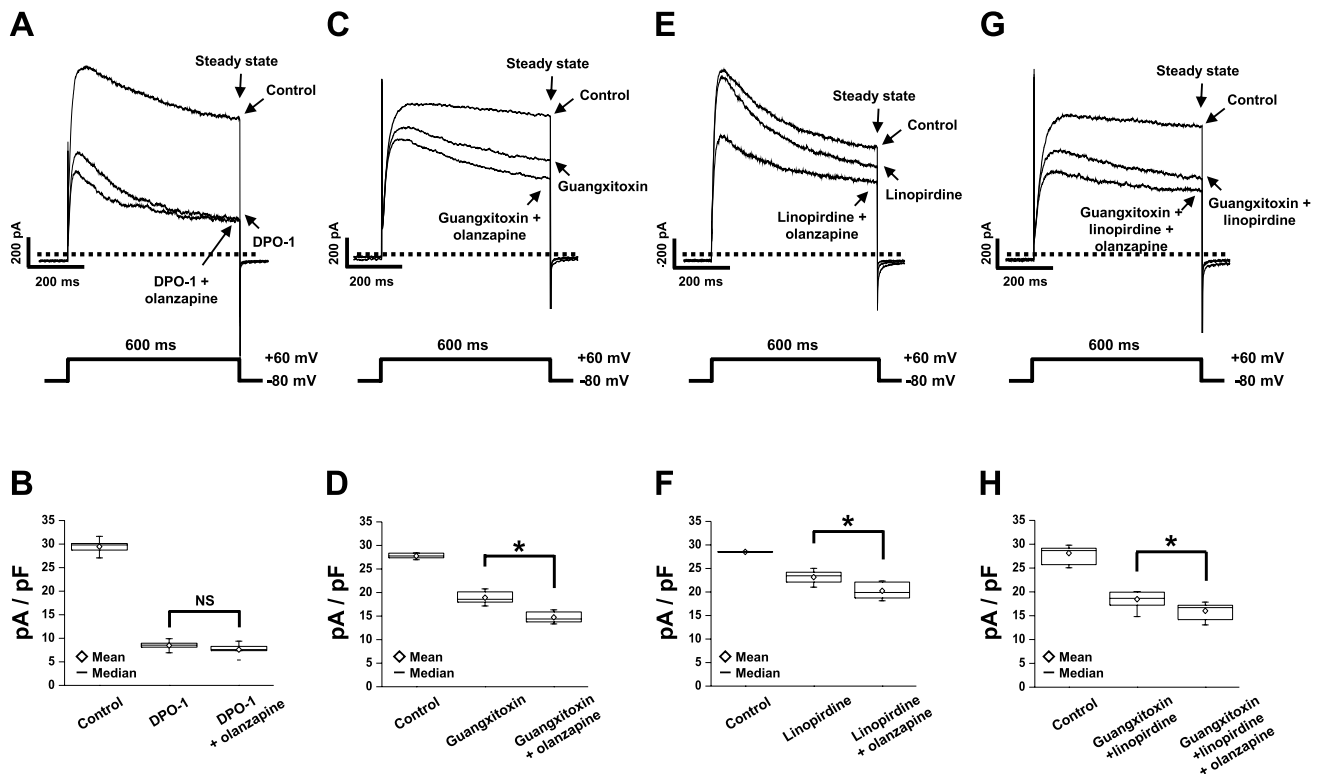 A
Steady state
Control
DPO-1
DPO-1 +
olanzapine
200 pA
200 ms
600 ms
+60 mV
-80 mV
C
Steady state
Control
Guangxitoxin
Guangxitoxin +
olanzapine
200 pA
200 ms
600 ms
+60 mV
-80 mV
E
Steady state
Control
Linopirdine
Linopirdine +
olanzapine
-200 pA
200 ms
600 ms
+60 mV
-80 mV
G
Steady state
Control
Guangxitoxin +
linopirdine
Guangxitoxin +
linopirdine +
olanzapine
200 pA
200 ms
600 ms
+60 mV
-80 mV
B
pA / pF
35
30
25
20
15
10
5
0
NS
Mean
Median
Control
DPO-1
DPO-1
+ olanzapine
D
pA / pF
35
30
25
20
15
10
5
0
*
Mean
Median
Control
Guangxitoxin
Guangxitoxin
+ olanzapine
F
pA / pF
35
30
25
20
15
10
5
0
*
Mean
Median
Control
Linopirdine
Linopirdine
+ olanzapine
H
pA / pF
35
30
25
20
15
10
5
0
*
Mean
Median
Control
Guangxitoxin
+linopirdine
Guangxitoxin
+linopirdine
+ olanzapine